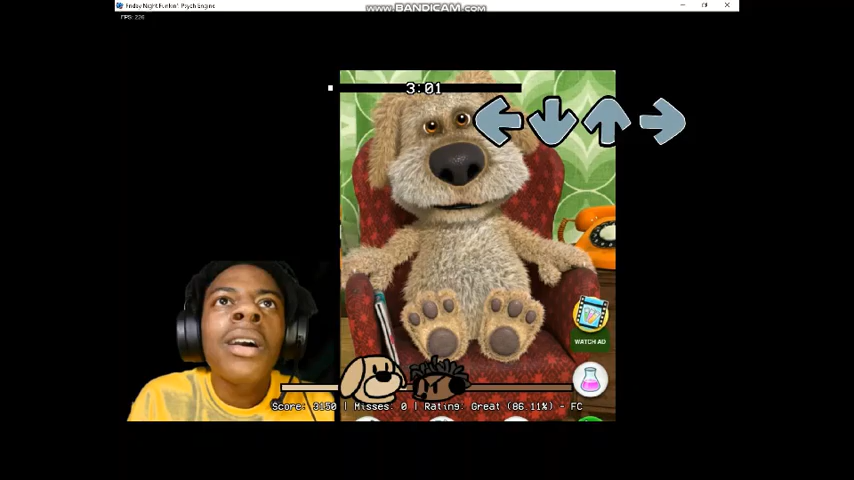 Friday Night Funkin': Psych Engine
WWW.BANDICAM.COM
FPS: 220
3:01
WATCH AD
Score: 3150 | Misses: 0 | Rating: Great (86.11%) - FC